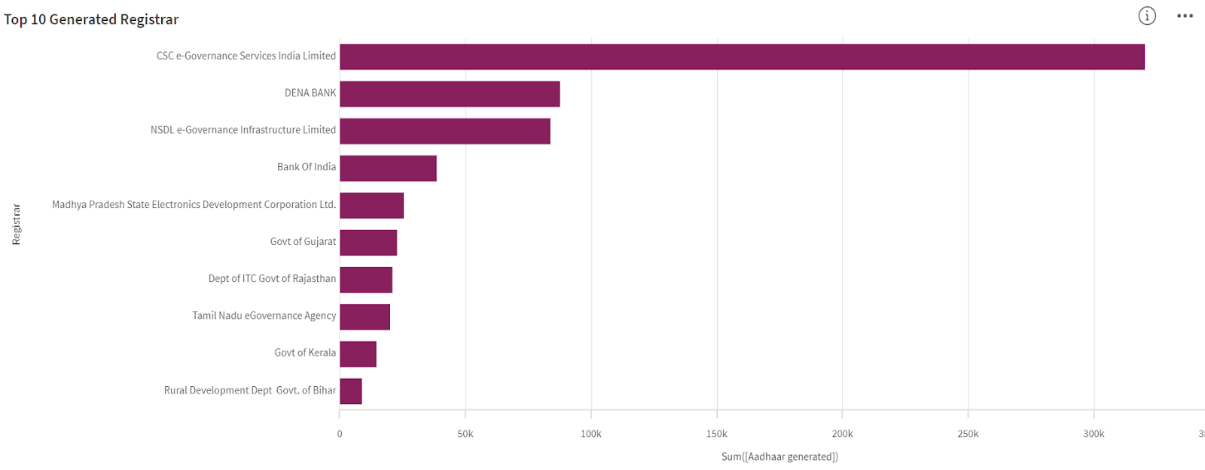 Top 10 Generated Registrar
CSC e-Governance Services India Limited
DENA BANK
NSDL e-Governance Infrastructure Limited
Bank Of India
Madhya Pradesh State Electronics Development Corporation Ltd.
Govt of Gujarat
Dept of ITC Govt of Rajasthan
Tamil Nadu eGovernance Agency
Govt of Kerala
Rural Development Dept Govt. of Bihar
Registrar
0 50k 100k 150k 200k 250k 300k
Sum([Aadhaar generated])